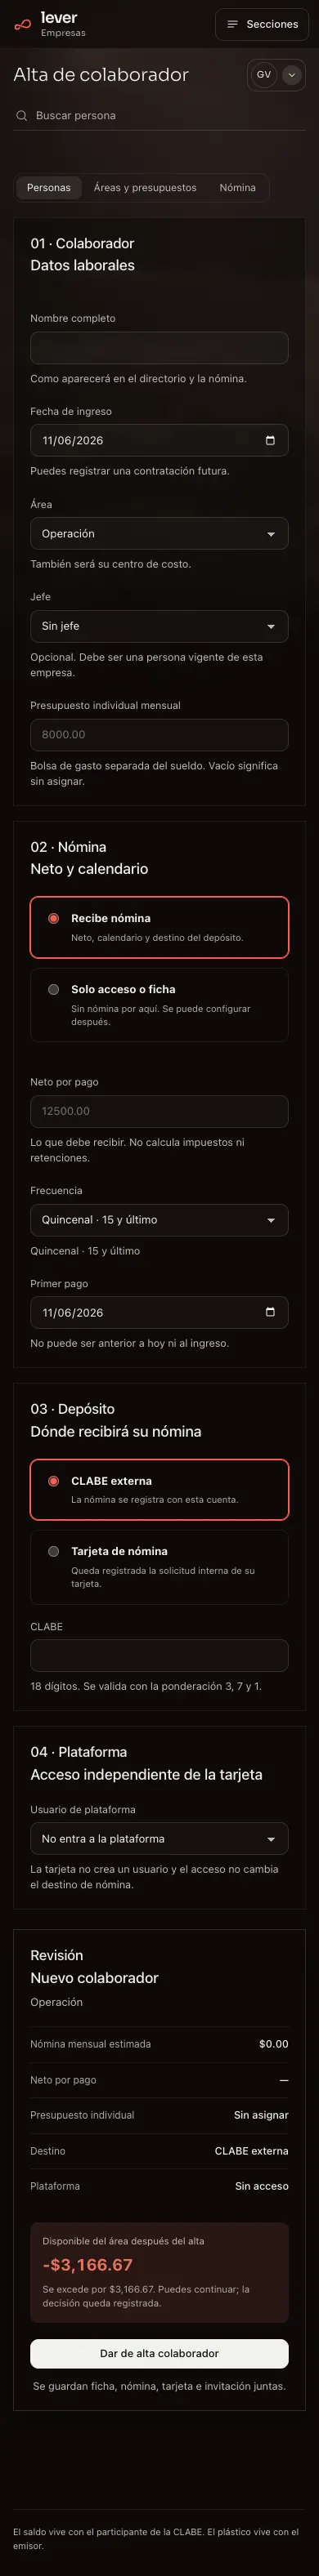 lever
Empresas
Secciones
Alta de colaborador
GV
Buscar persona
Personas
Áreas y presupuestos
Nómina
01 · Colaborador
Datos laborales
Nombre completo
Como aparecerá en el directorio y la nómina.
Fecha de ingreso
11/06/2026
Puedes registrar una contratación futura.
Área
Operación
También será su centro de costo.
Jefe
Sin jefe
Opcional. Debe ser una persona vigente de esta
empresa.
Presupuesto individual mensual
8000.00
Bolsa de gasto separada del sueldo. Vacío significa
sin asignar.
02 · Nómina
Neto y calendario
Recibe nómina
Neto, calendario y destino del depósito.
Solo acceso o ficha
Sin nómina por aquí. Se puede configurar
después.
Neto por pago
12500.00
Lo que debe recibir. No calcula impuestos ni
retenciones.
Frecuencia
Quincenal · 15 y último
Quincenal · 15 y último
Primer pago
11/06/2026
No puede ser anterior a hoy ni al ingreso.
03 · Depósito
Dónde recibirá su nómina
CLABE externa
La nómina se registra con esta cuenta.
Tarjeta de nómina
Queda registrada la solicitud interna de su
tarjeta.
CLABE
18 dígitos. Se valida con la ponderación 3, 7 y 1.
04 · Plataforma
Acceso independiente de la tarjeta
Usuario de plataforma
No entra a la plataforma
La tarjeta no crea un usuario y el acceso no cambia
el destino de nómina.
Revisión
Nuevo colaborador
Operación
Nómina mensual estimada $0.00
Neto por pago —
Presupuesto individual Sin asignar
Destino CLABE externa
Plataforma Sin acceso
Disponible del área después del alta
-$3,166.67
Se excede por $3,166.67. Puedes continuar; la
decisión queda registrada.
Dar de alta colaborador
Se guardan ficha, nómina, tarjeta e invitación juntas.
El saldo vive con el participante de la CLABE. El plástico vive con el
emisor.